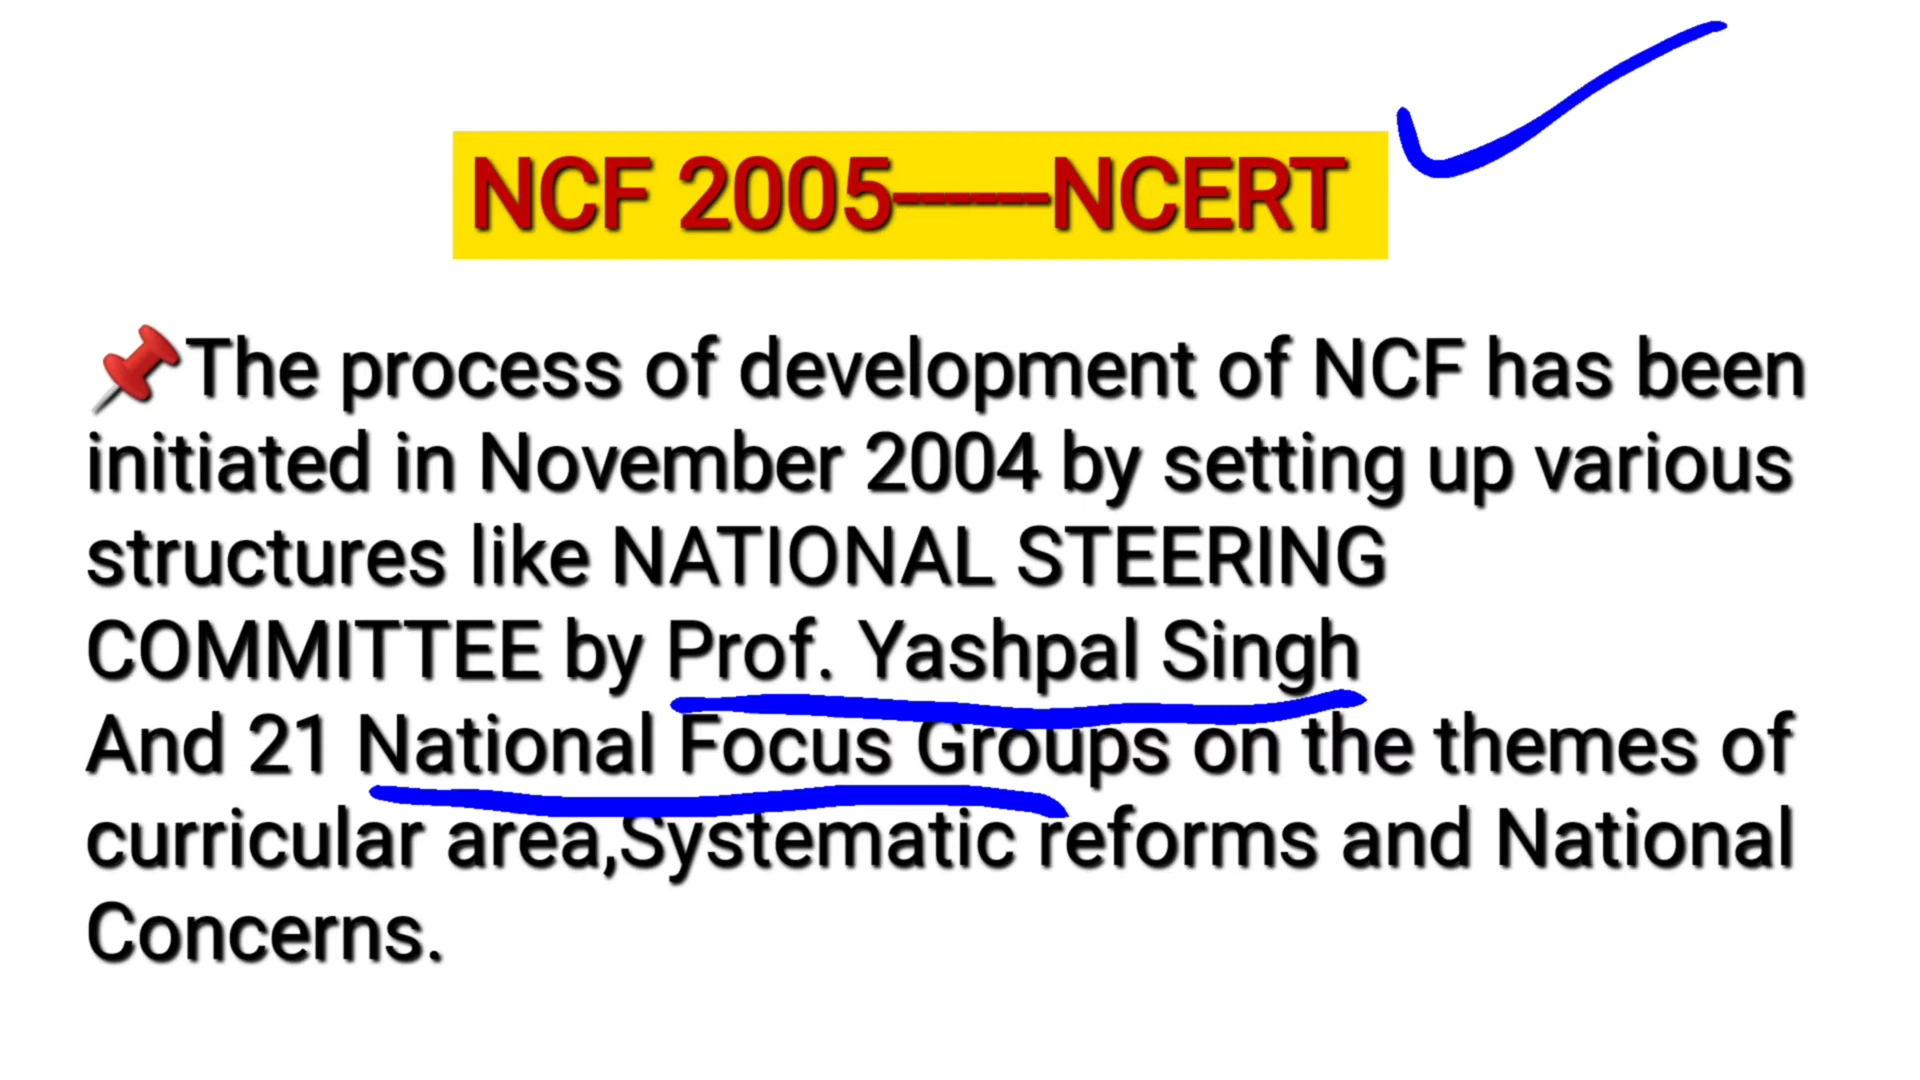 NCF 2005------NCERT
📌The process of development of NCF has been
initiated in November 2004 by setting up various
structures like NATIONAL STEERING
COMMITTEE by Prof. Yashpal Singh
And 21 National Focus Groups on the themes of
curricular area,Systematic reforms and National
Concerns.